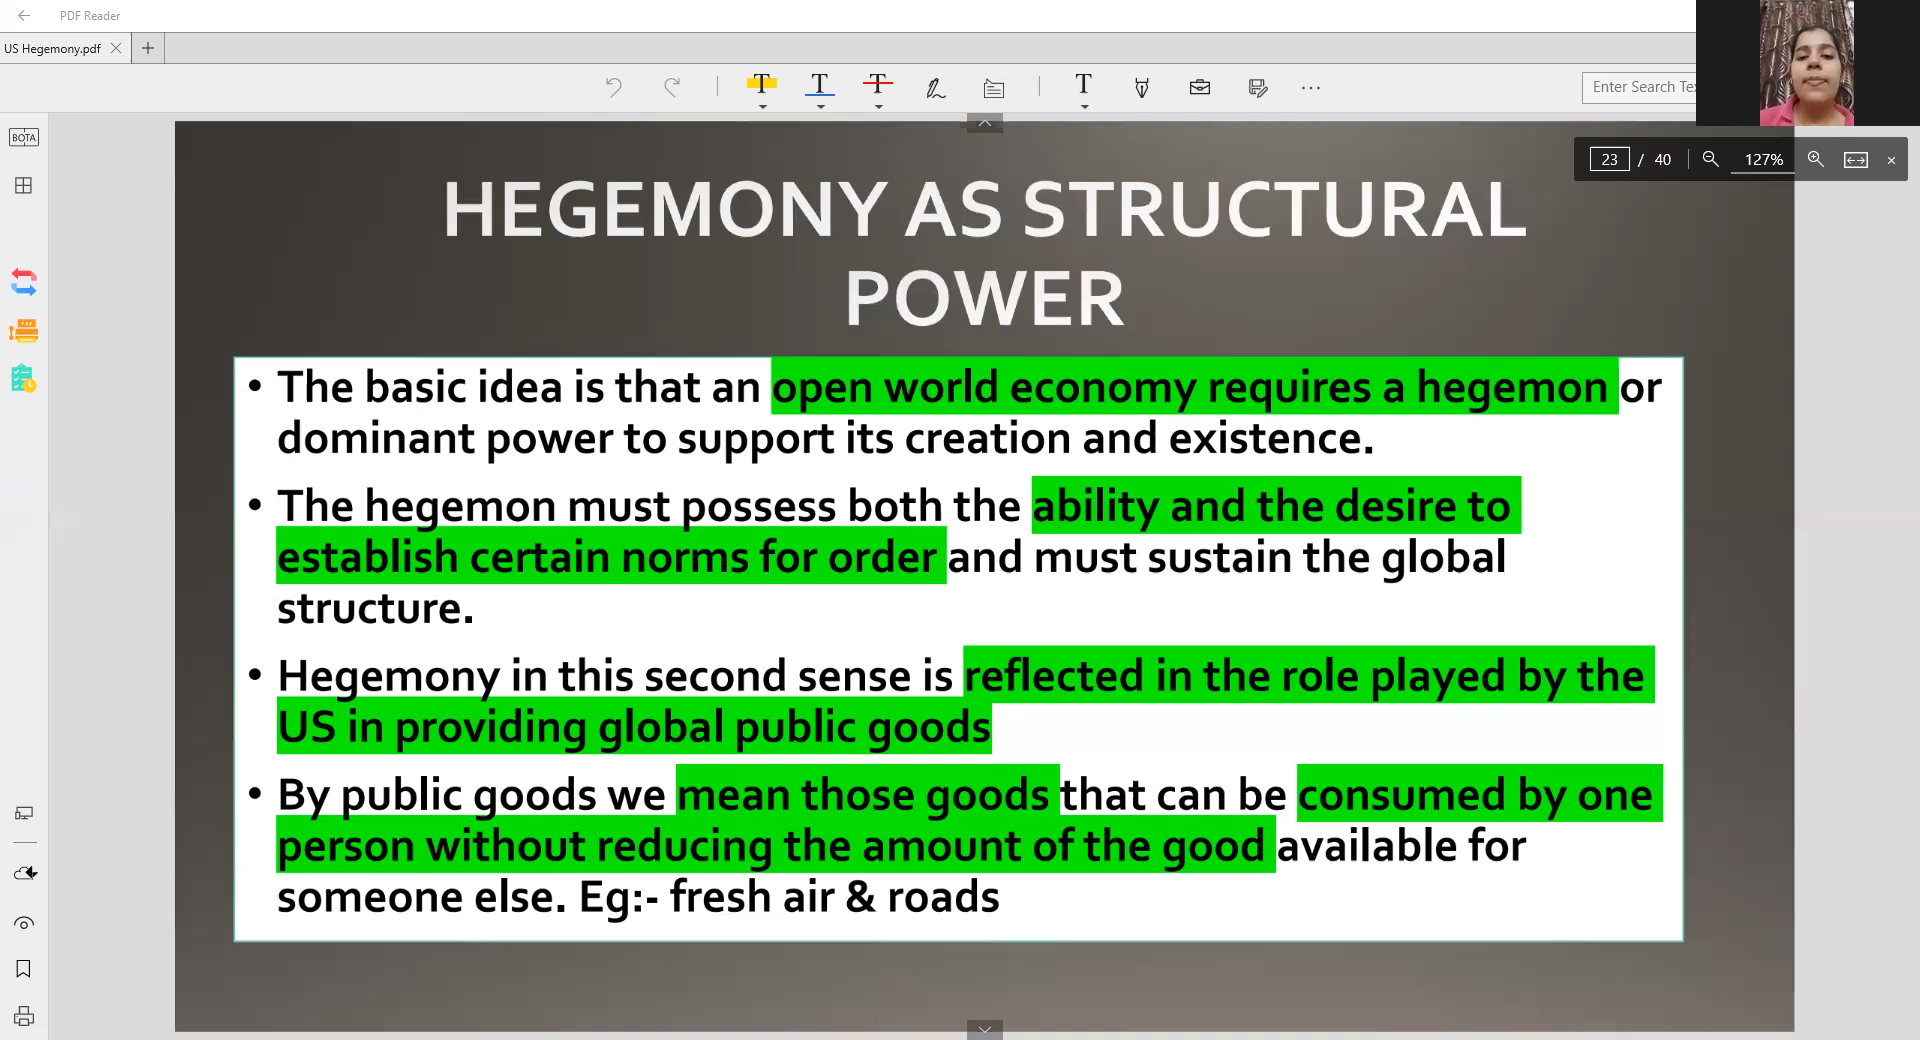 PDF Reader
US Hegemony.pdf
Enter Search Te
BOTA
23 / 40 127%
HEGEMONY AS STRUCTURAL
POWER
• The basic idea is that an open world economy requires a hegemon or
dominant power to support its creation and existence.
• The hegemon must possess both the ability and the desire to
establish certain norms for order and must sustain the global
structure.
• Hegemony in this second sense is reflected in the role played by the
US in providing global public goods
• By public goods we mean those goods that can be consumed by one
person without reducing the amount of the good available for
someone else. Eg:- fresh air & roads